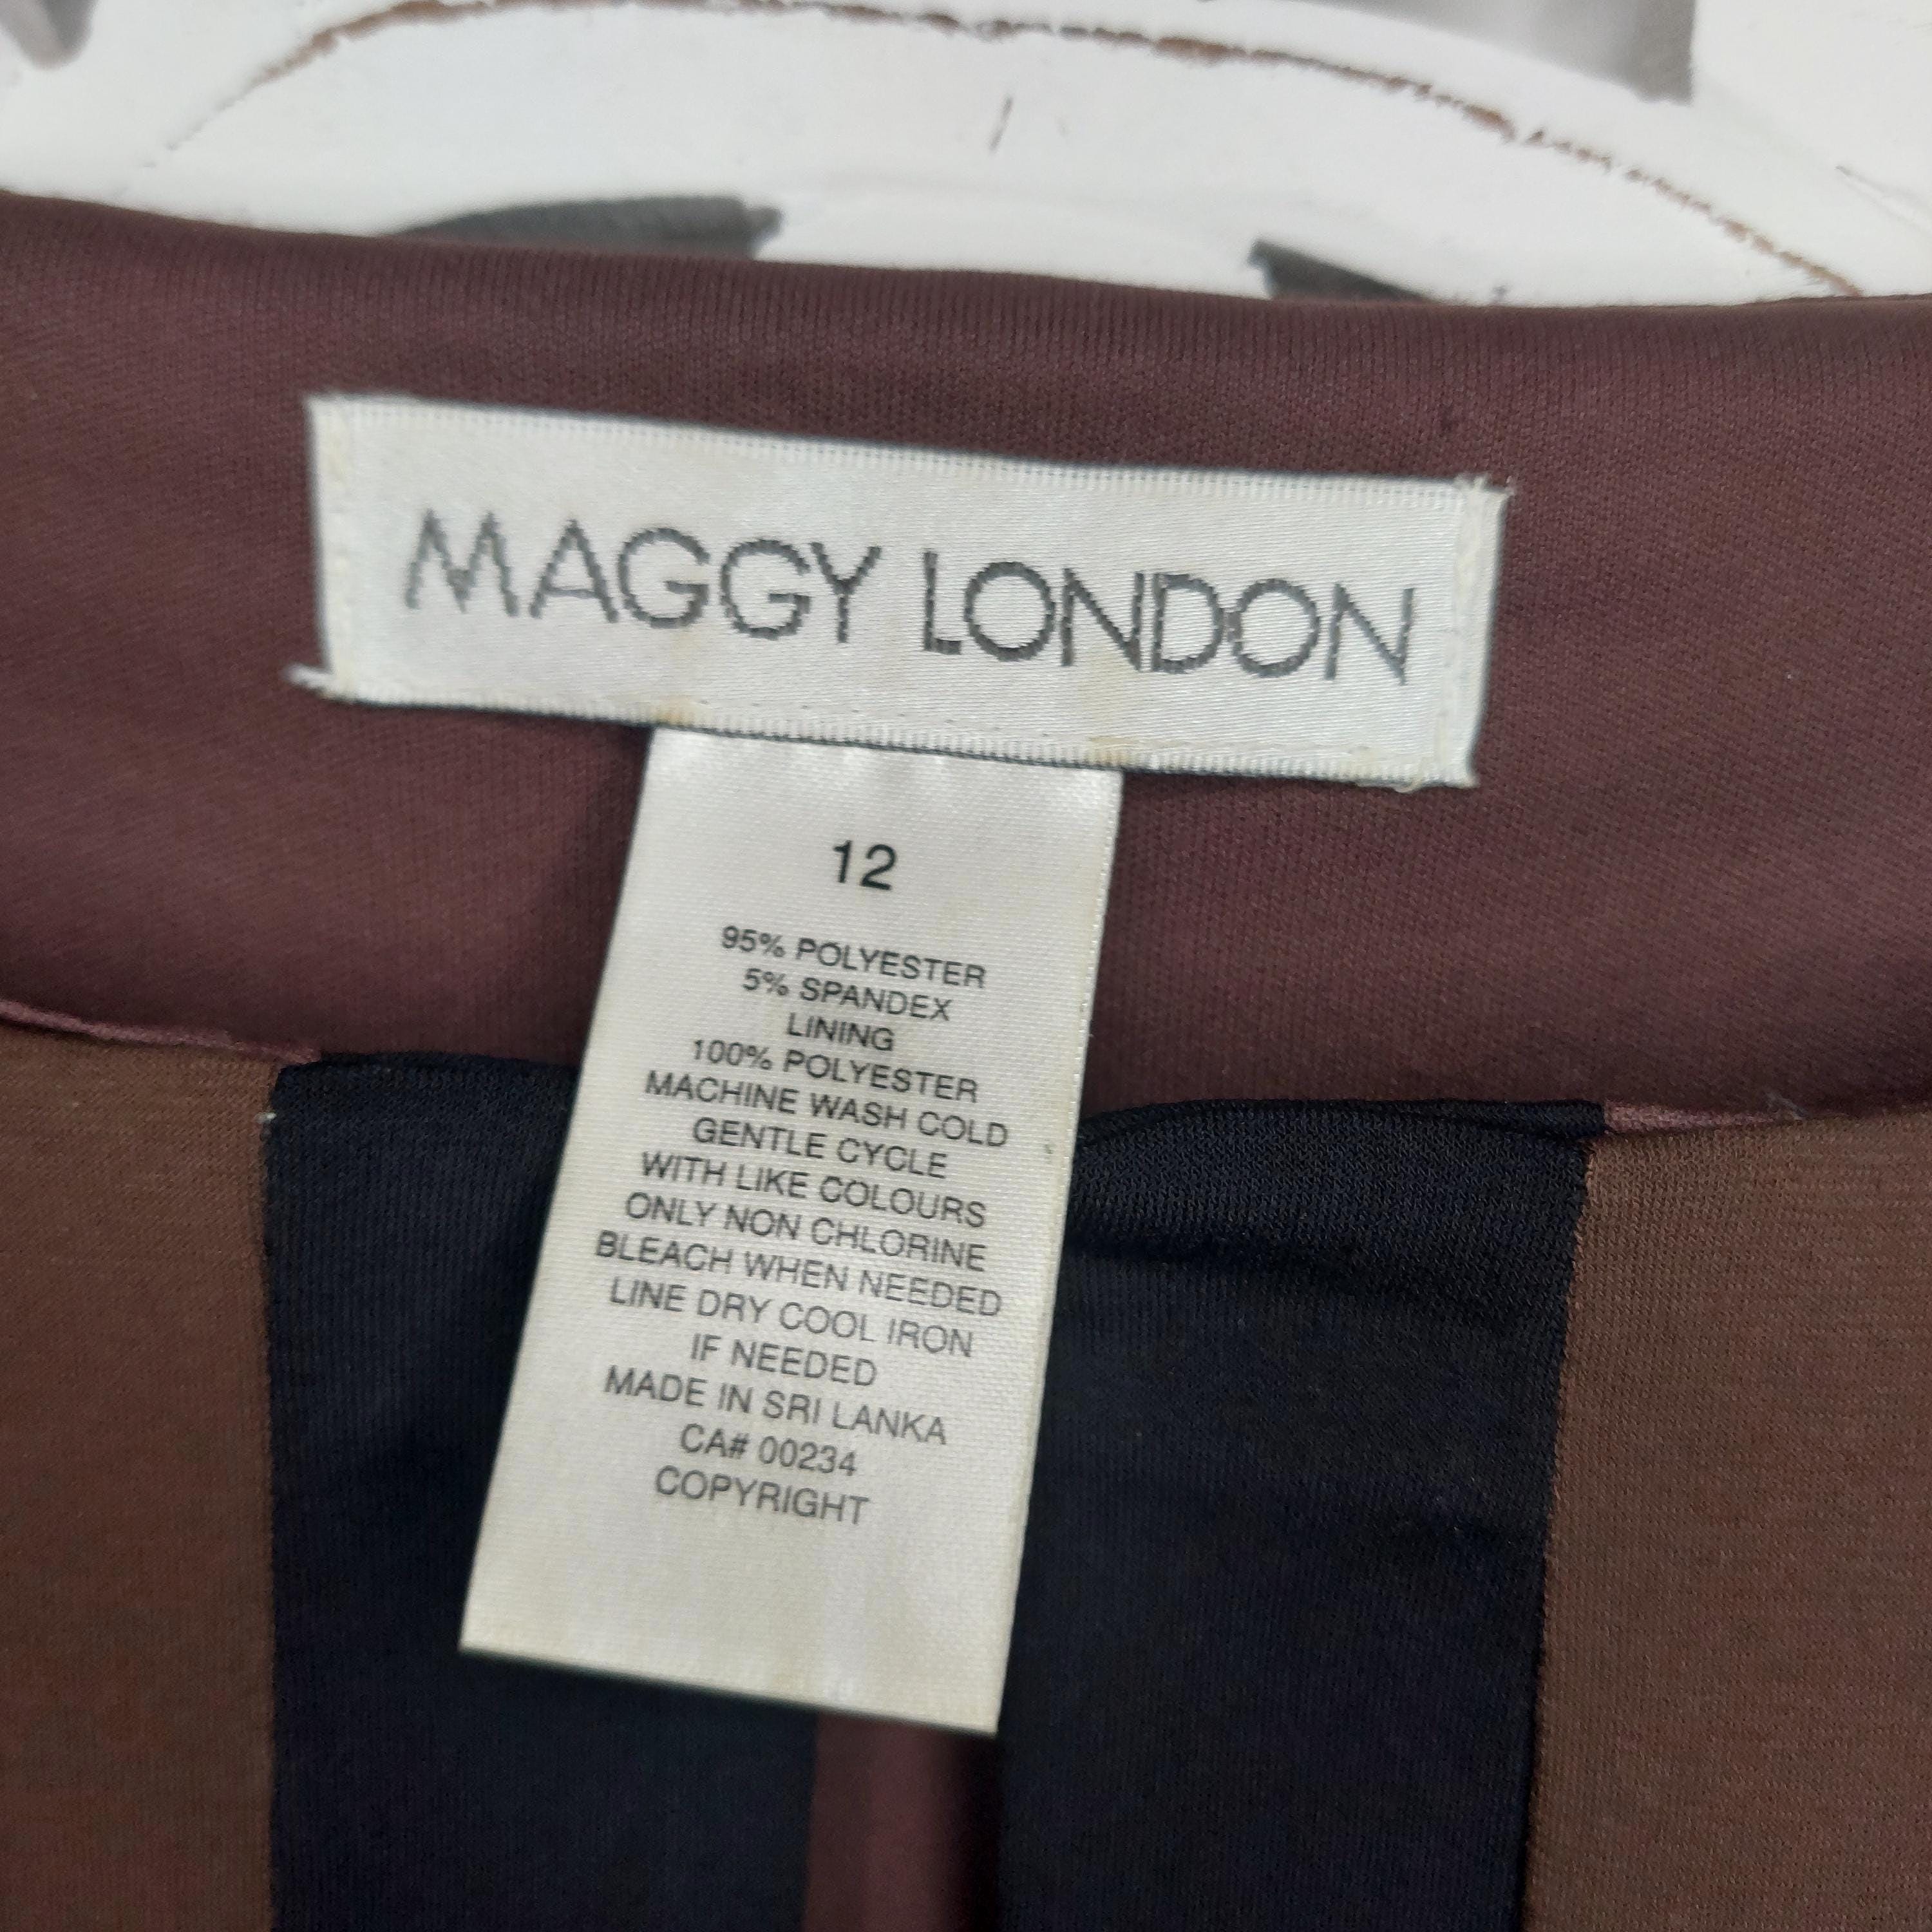 MAGGY LONDON
12
95% POLYESTER
5% SPANDEX
LINING
100% POLYESTER
MACHINE WASH COLD
GENTLE CYCLE
WITH LIKE COLOURS
ONLY NON CHLORINE
BLEACH WHEN NEEDED
LINE DRY COOL IRON
IF NEEDED
MADE IN SRI LANKA
CA# 00234
COPYRIGHT